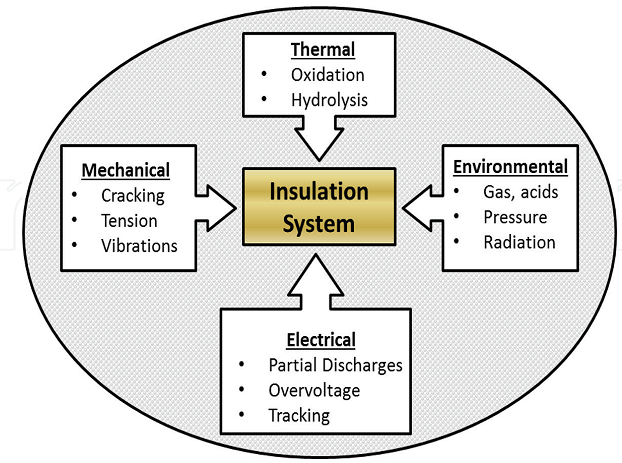 Thermal
• Oxidation
• Hydrolysis
Mechanical
• Cracking
• Tension
• Vibrations
Insulation
System
Environmental
• Gas, acids
• Pressure
• Radiation
Electrical
• Partial Discharges
• Overvoltage
• Tracking